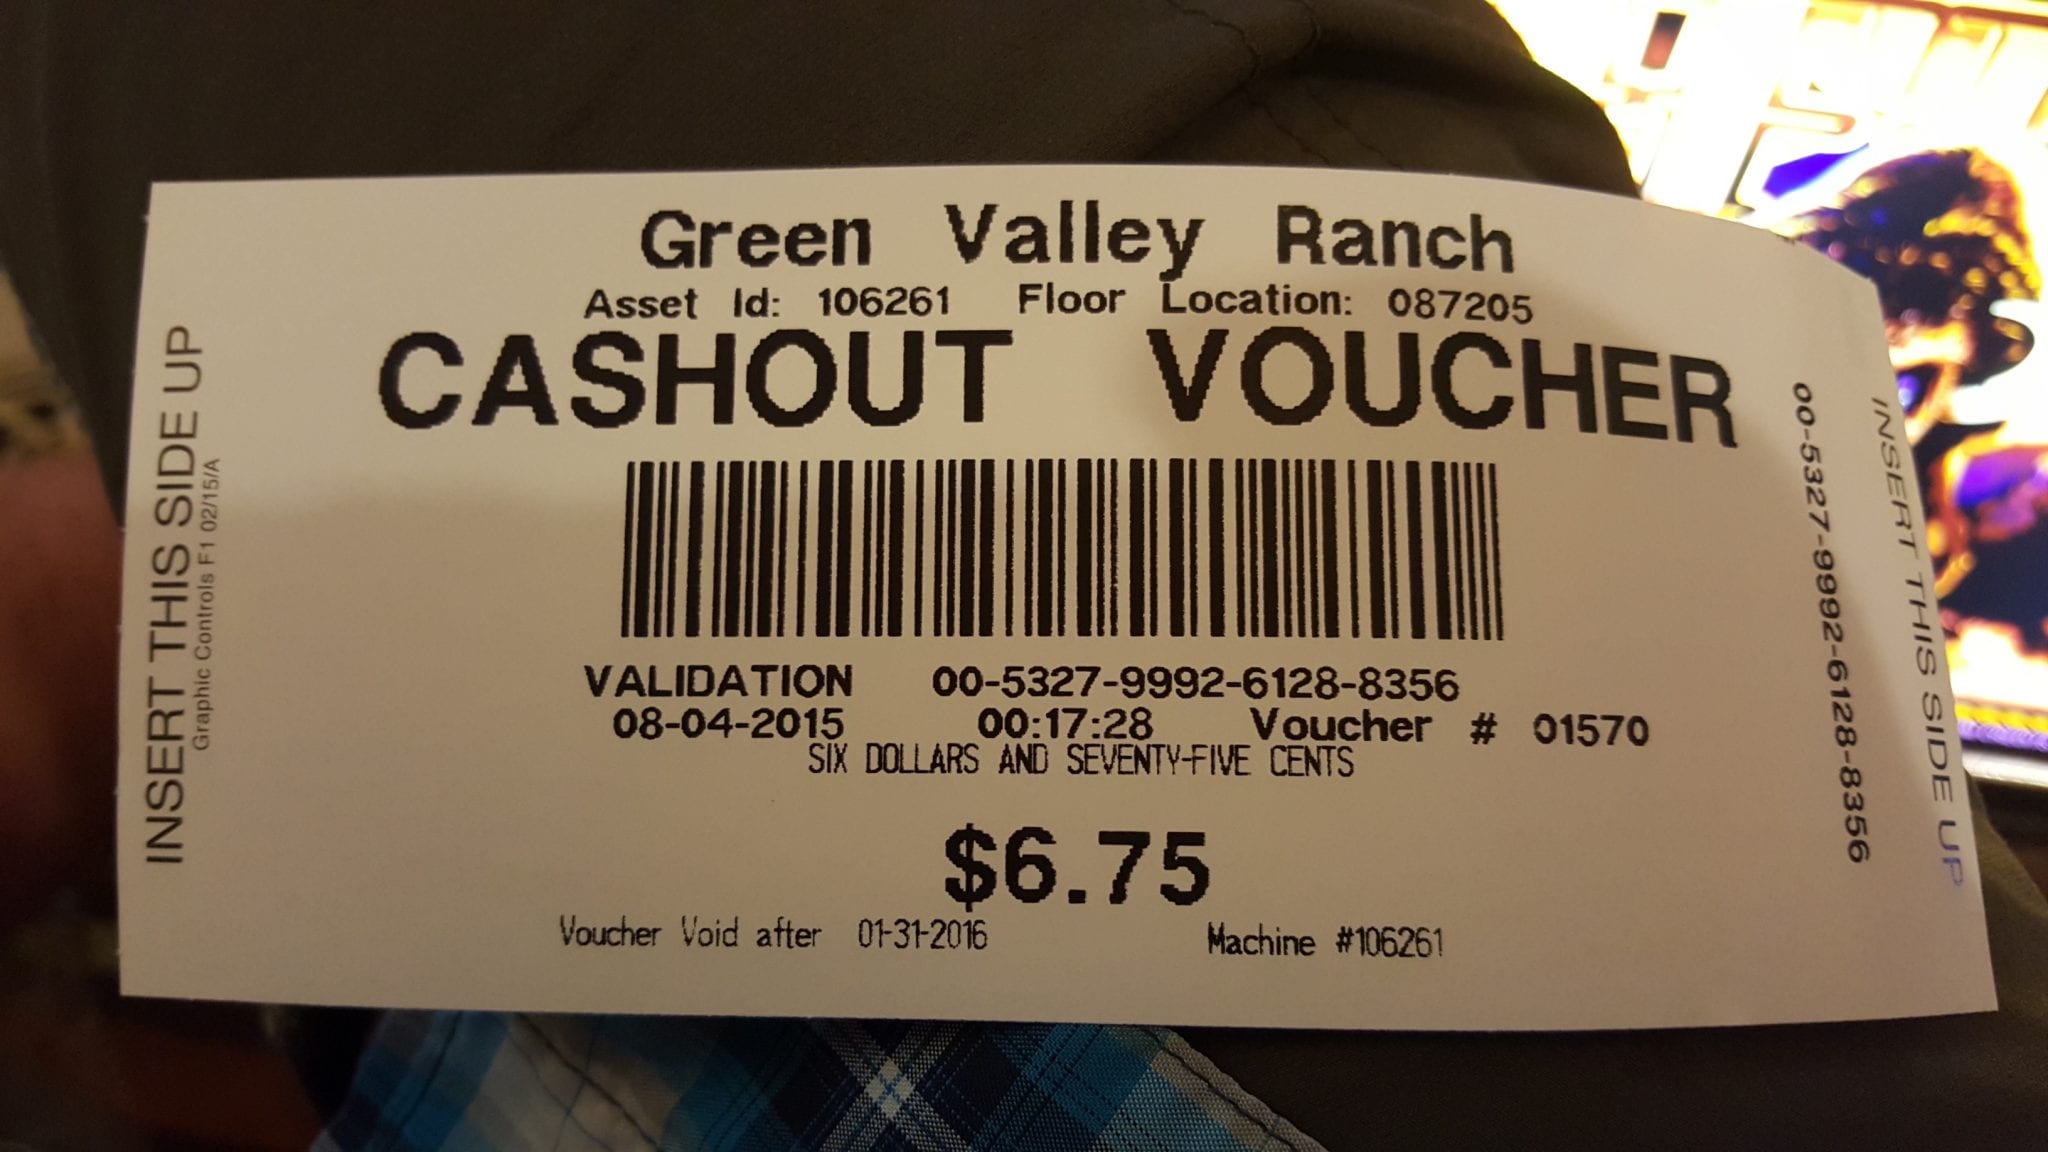 Green Valley Ranch
Asset Id: 106261 Floor Location: 087205
CASHOUT VOUCHER
VALIDATION 00-5327-9992-6128-8356
08-04-2015 00:17:28 Voucher # 01570
SIX DOLLARS AND SEVENTY-FIVE CENTS
$6.75
Voucher Void after 01-31-2016 Machine #106261
INSERT THIS SIDE UP
Graphic Controls F1 02/15/A
00-5327-9992-6128-8356
INSERT THIS SIDE UP